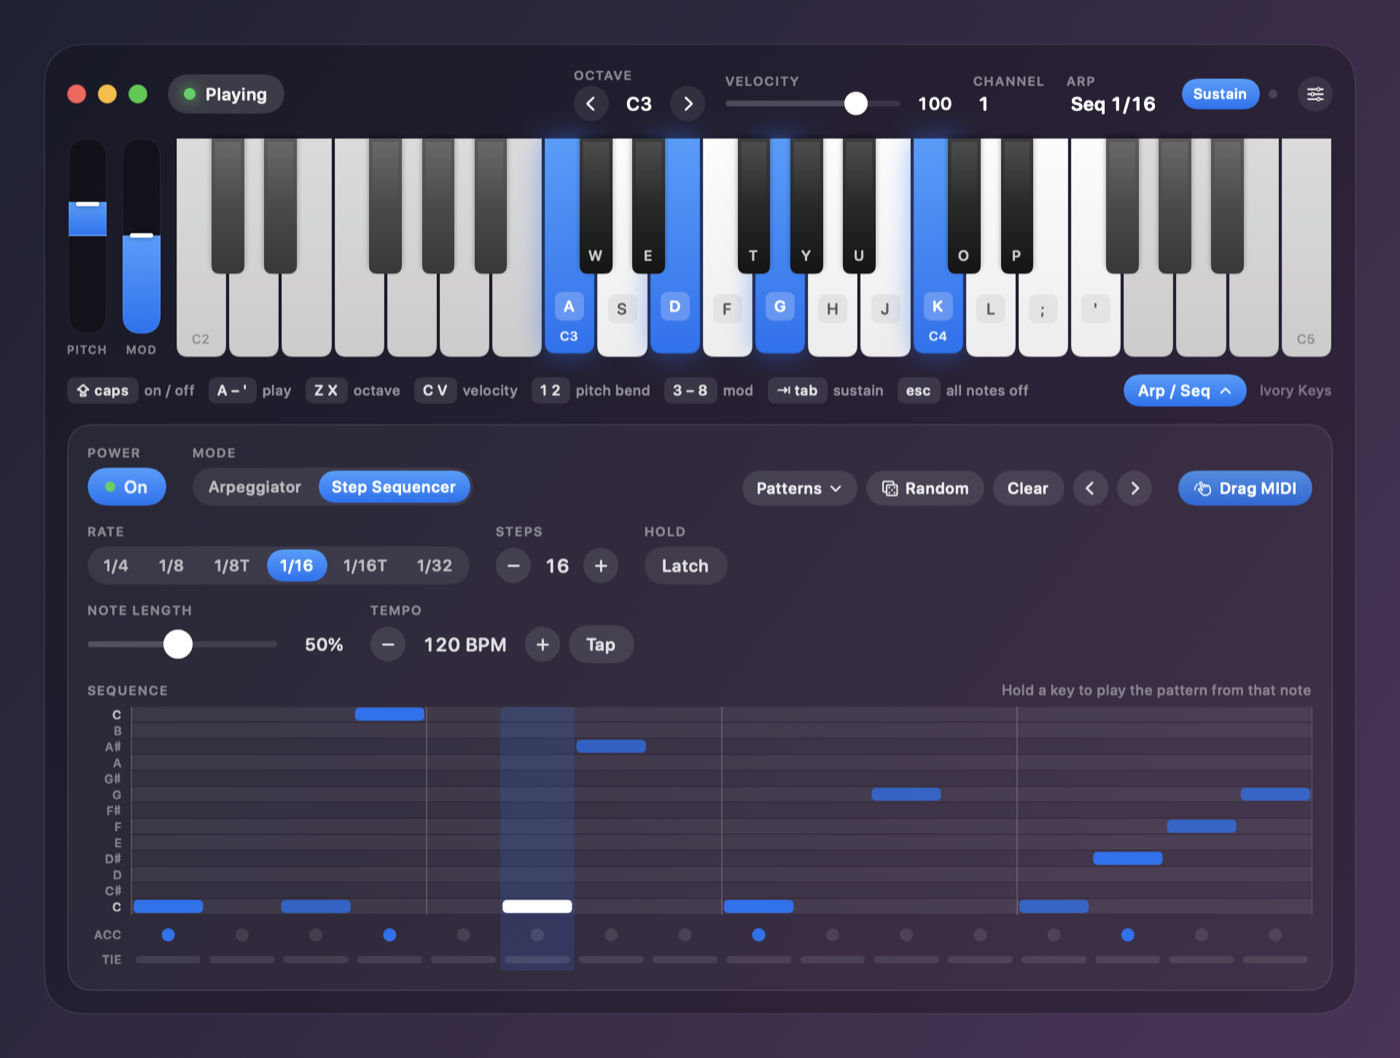 Playing
OCTAVE
C3
VELOCITY
100
CHANNEL
1
ARP
Seq 1/16
Sustain
W E T Y U O P
A S D F G H J K L ; '
C2 C3 C4 C5
PITCH MOD
caps on / off A – ' play Z X octave C V velocity 1 2 pitch bend 3 – 8 mod tab sustain esc all notes off Arp / Seq Ivory Keys
POWER MODE
On Arpeggiator Step Sequencer Patterns Random Clear Drag MIDI
RATE STEPS HOLD
1/4 1/8 1/8T 1/16 1/16T 1/32 − 16 + Latch
NOTE LENGTH TEMPO
50% − 120 BPM + Tap
SEQUENCE Hold a key to play the pattern from that note
C
B
A#
A
G#
G
F#
F
E
D#
D
C#
C
ACC
TIE